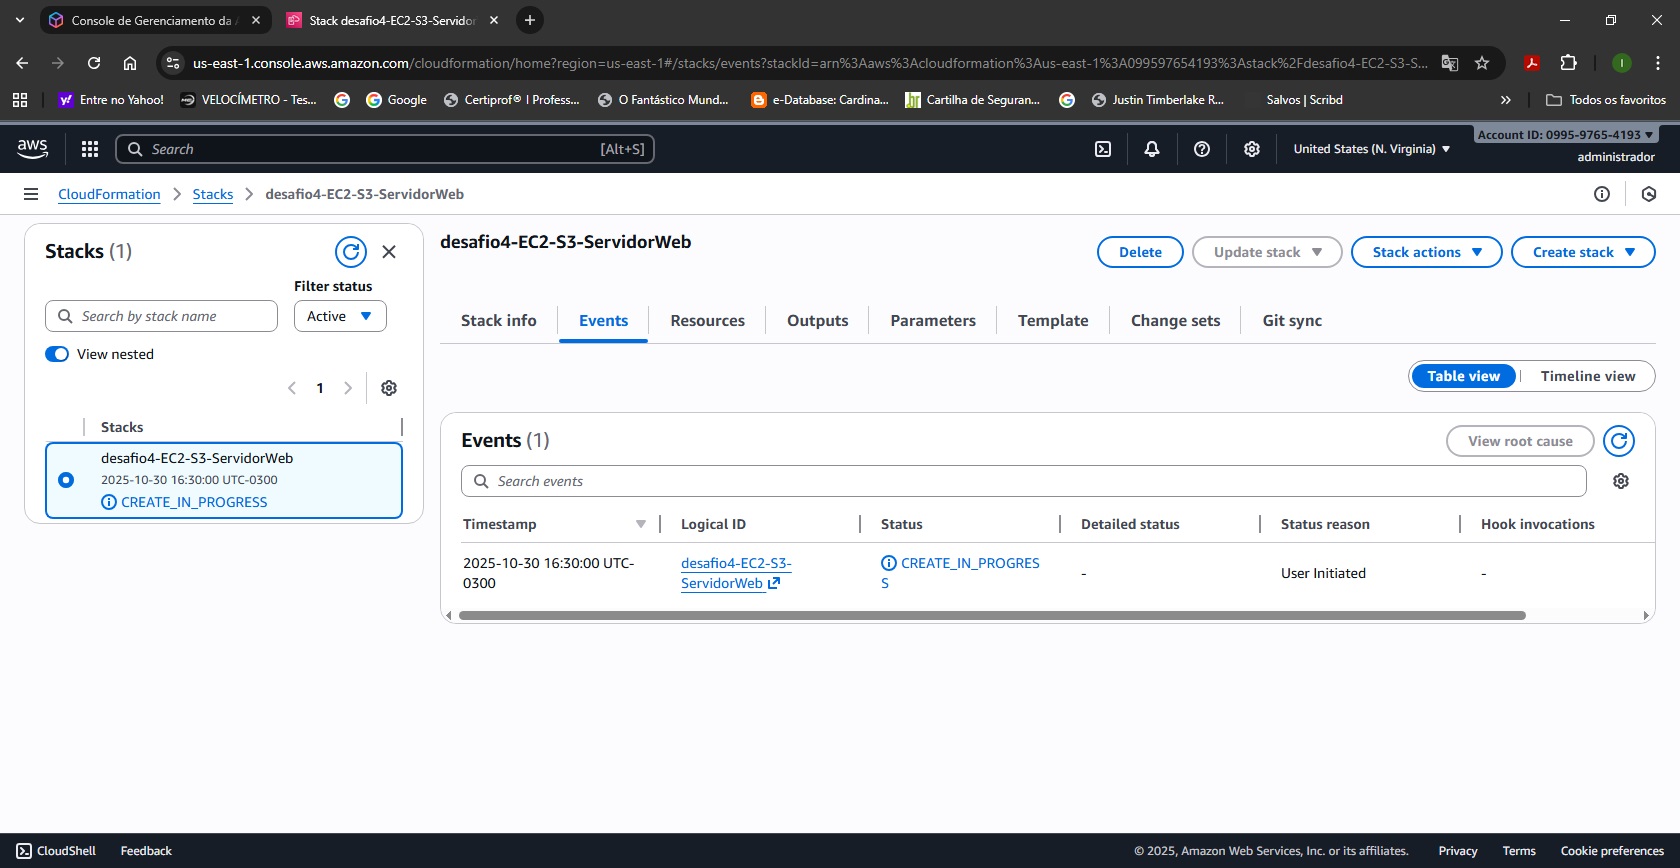 Console de Gerenciamento da
Stack desafio4-EC2-S3-Servidor
us-east-1.console.aws.amazon.com/cloudformation/home?region=us-east-1#/stacks/events?stackId=arn%3Aaws%3Acloudformation%3Aus-east-1%3A099597654193%3Astack%2Fdesafio4-EC2-S3-S...
Entre no Yahoo!
VELOCÍMETRO - Tes...
Google
Certiprof® | Profess...
O Fantástico Mund...
e-Database: Cardina...
Cartilha de Seguran...
Justin Timberlake R...
Salvos | Scribd
»
Todos os favoritos
aws
Search
[Alt+S]
United States (N. Virginia)
Account ID: 0995-9765-4193
administrador
CloudFormation
Stacks
desafio4-EC2-S3-ServidorWeb
Stacks (1)
Filter status
Search by stack name
Active
View nested
1
Stacks
desafio4-EC2-S3-ServidorWeb
2025-10-30 16:30:00 UTC-0300
CREATE_IN_PROGRESS
desafio4-EC2-S3-ServidorWeb
Delete
Update stack
Stack actions
Create stack
Stack info
Events
Resources
Outputs
Parameters
Template
Change sets
Git sync
Table view
Timeline view
Events (1)
View root cause
Search events
Timestamp
Logical ID
Status
Detailed status
Status reason
Hook invocations
2025-10-30 16:30:00 UTC-
0300
desafio4-EC2-S3-
ServidorWeb
CREATE_IN_PROGRES
S
-
User Initiated
-
CloudShell
Feedback
© 2025, Amazon Web Services, Inc. or its affiliates.
Privacy
Terms
Cookie preferences